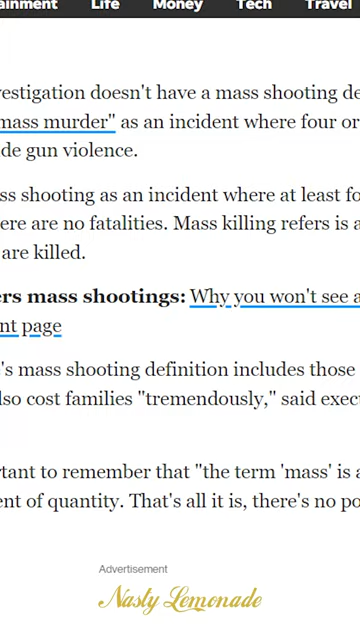 ainment Life Money Tech Travel
vestigation doesn't have a mass shooting de
mass murder" as an incident where four or
de gun violence.
ss shooting as an incident where at least fo
ere are no fatalities. Mass killing refers is a
are killed.
ers mass shootings: Why you won't see a
nt page
's mass shooting definition includes those
lso cost families "tremendously," said exec
rtant to remember that "the term 'mass' is a
ent of quantity. That's all it is, there's no po
Advertisement
Nasty Lemonade